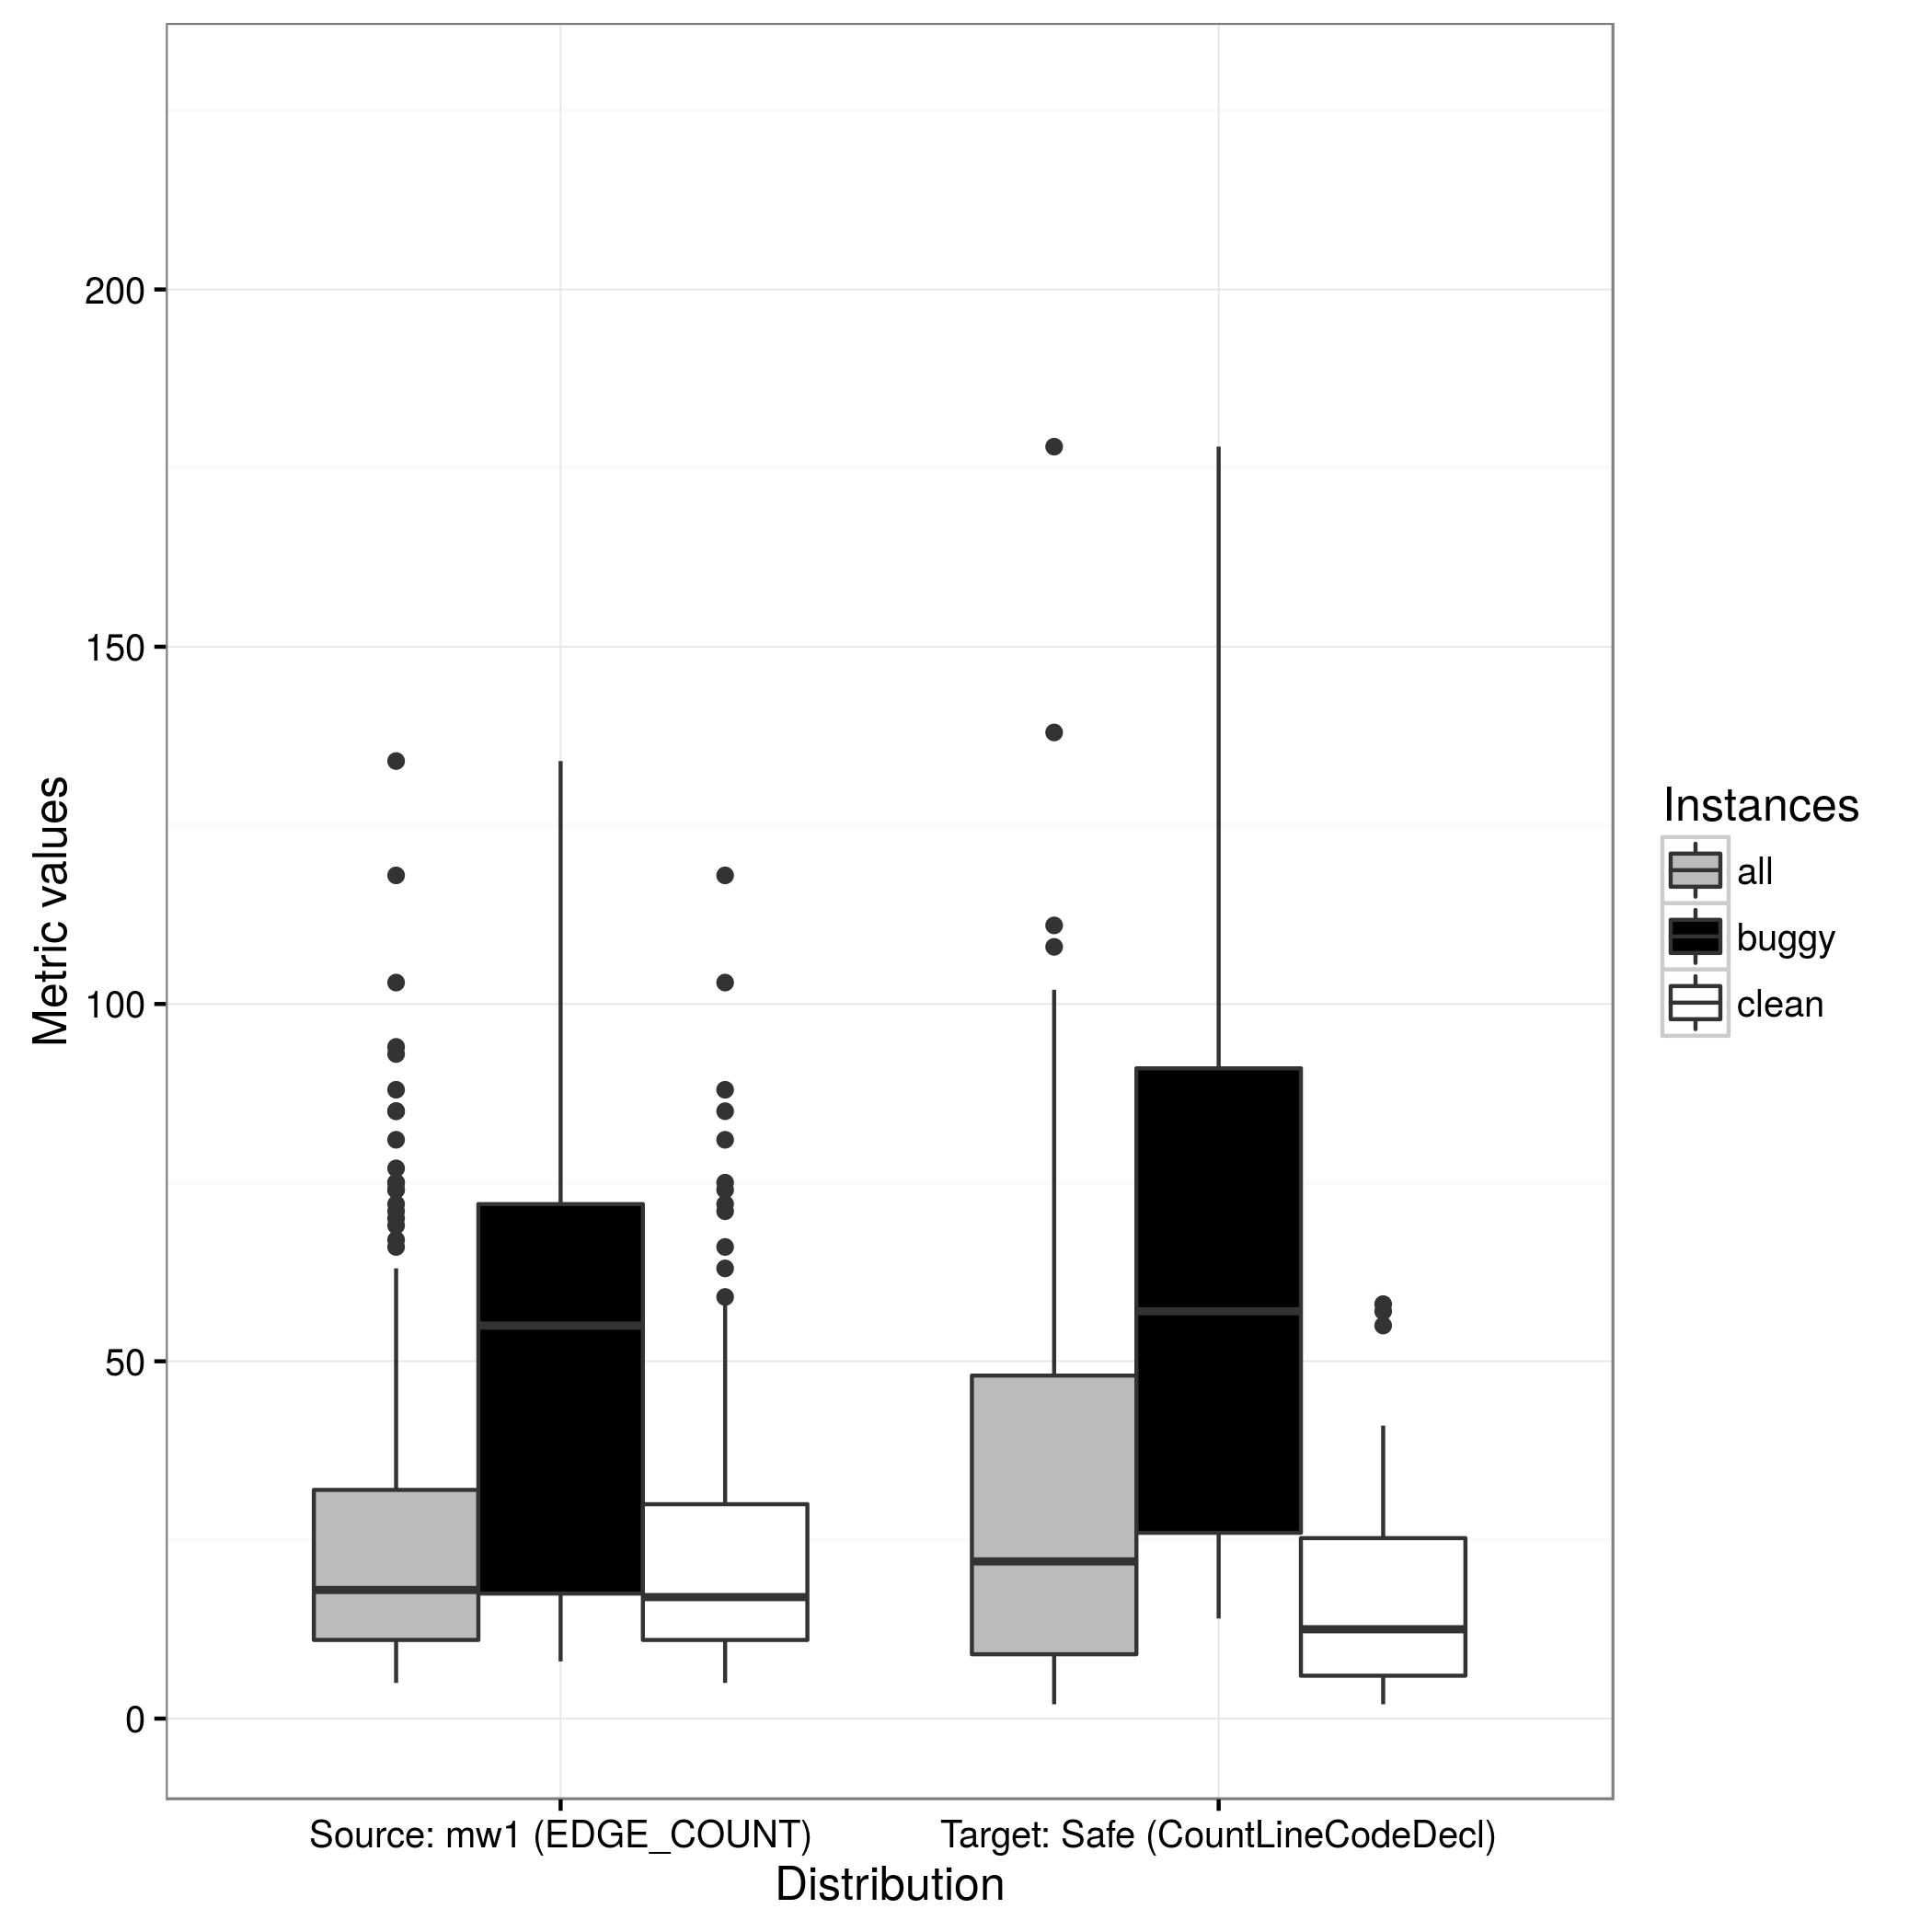 200
150
100
50
0
Metric values
Source: mw1 (EDGE_COUNT)
Target: Safe (CountLineCodeDecl)
Distribution
Instances
all
buggy
clean